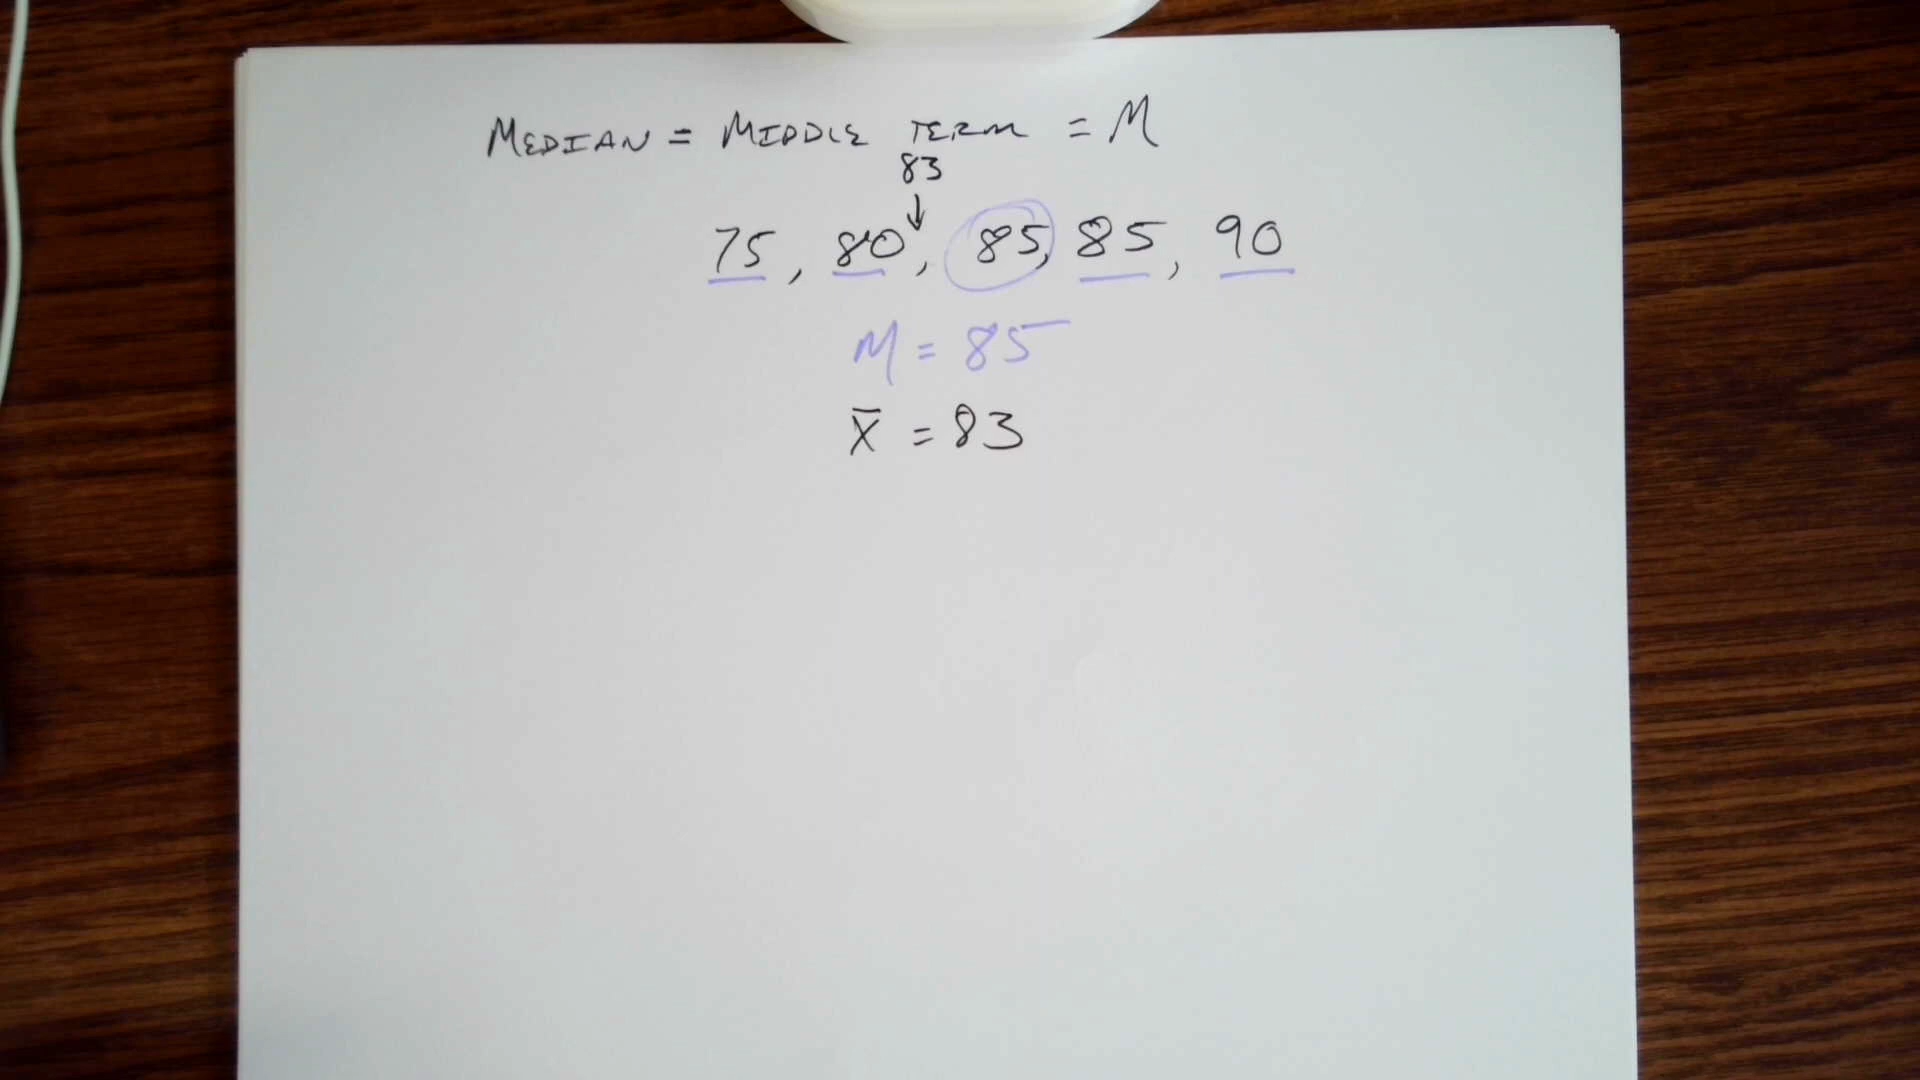 MEDIAN = MIDDLE TERM = M
83
↓
75, 80, 85, 85, 90
M = 85
x̄ = 83